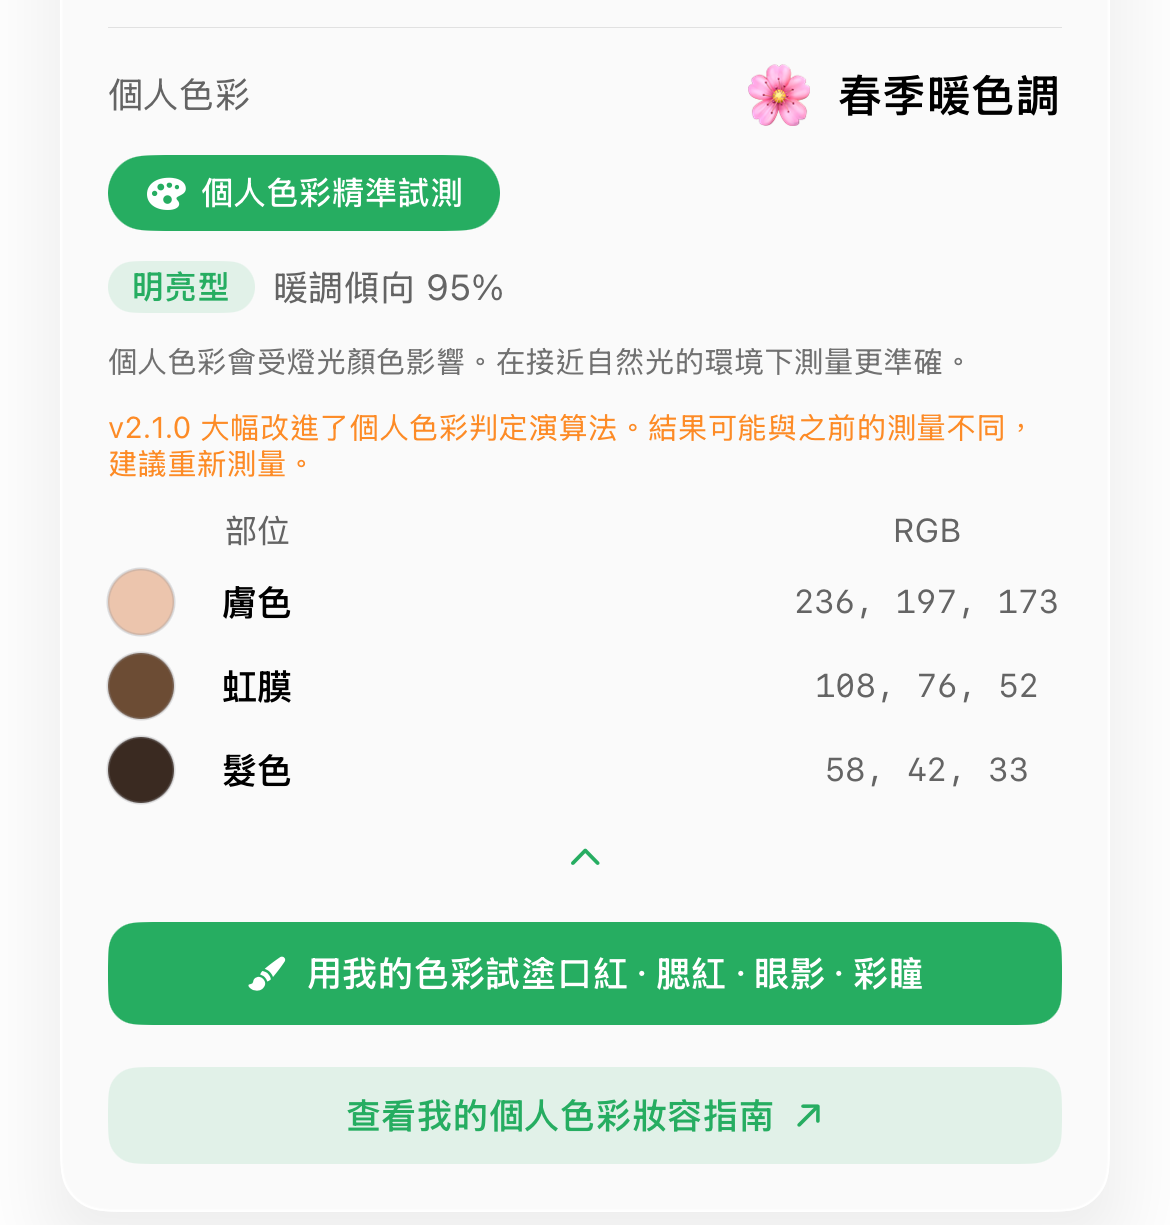 個人色彩
春季暖色調
個人色彩精準試測
明亮型 暖調傾向 95%
個人色彩會受燈光顏色影響。在接近自然光的環境下測量更準確。
v2.1.0 大幅改進了個人色彩判定演算法。結果可能與之前的測量不同，
建議重新測量。
部位 RGB
膚色 236, 197, 173
虹膜 108, 76, 52
髮色 58, 42, 33
用我的色彩試塗口紅 · 腮紅 · 眼影 · 彩瞳
查看我的個人色彩妝容指南